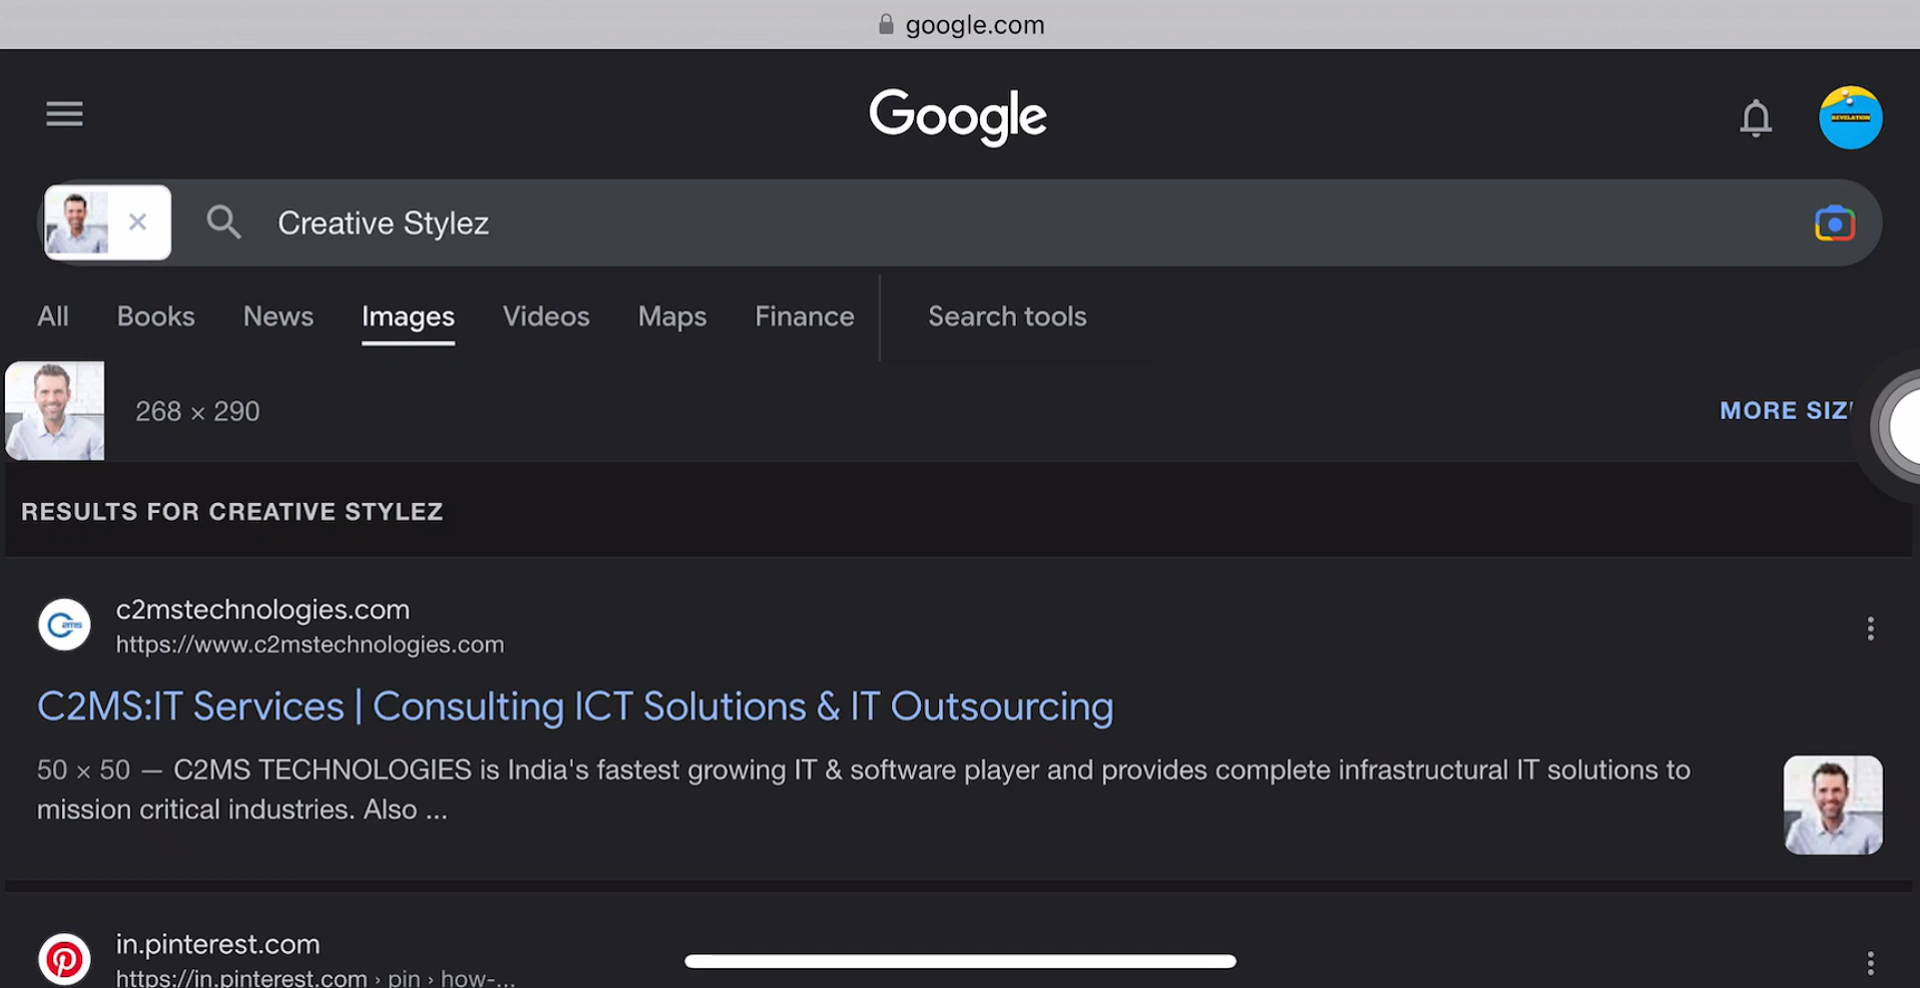 google.com
Google
REVELATION
Creative Stylez
All Books News Images Videos Maps Finance Search tools
268 × 290
MORE SIZ
RESULTS FOR CREATIVE STYLEZ
C2MS
c2mstechnologies.com
https://www.c2mstechnologies.com
C2MS:IT Services | Consulting ICT Solutions & IT Outsourcing
50 × 50 — C2MS TECHNOLOGIES is India's fastest growing IT & software player and provides complete infrastructural IT solutions to
mission critical industries. Also ...
in.pinterest.com
https://in.pinterest.com › pin › how-...